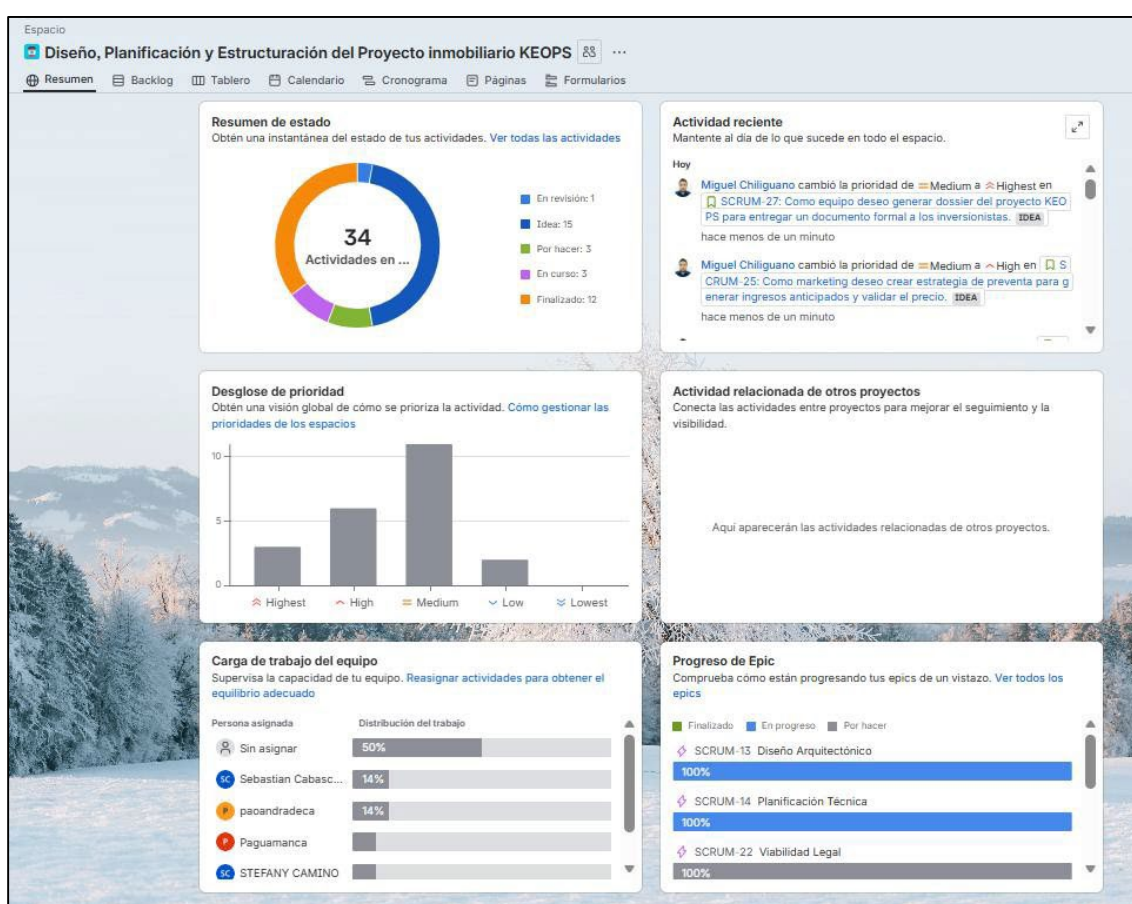 Espacio
Diseño, Planificación y Estructuración del Proyecto inmobiliario KEOPS ...
Resumen Backlog Tablero Calendario Cronograma Páginas Formularios
Resumen de estado
Obtén una instantánea del estado de tus actividades. Ver todas las actividades
34
Actividades en ...
En revisión: 1
Idea: 15
Por hacer: 3
En curso: 3
Finalizado: 12
Actividad reciente
Mantente al día de lo que sucede en todo el espacio.
Hoy
Miguel Chiliguano cambió la prioridad de Medium a Highest en
SCRUM-27: Como equipo deseo generar dossier del proyecto KEO
PS para entregar un documento formal a los inversionistas. IDEA
hace menos de un minuto
Miguel Chiliguano cambió la prioridad de Medium a High en S
CRUM-25: Como marketing deseo crear estrategia de preventa para g
enerar ingresos anticipados y validar el precio. IDEA
hace menos de un minuto
Desglose de prioridad
Obtén una visión global de cómo se prioriza la actividad. Cómo gestionar las
prioridades de los espacios
10
5
0
Highest High Medium Low Lowest
Actividad relacionada de otros proyectos
Conecta las actividades entre proyectos para mejorar el seguimiento y la
visibilidad.
Aquí aparecerán las actividades relacionadas de otros proyectos.
Carga de trabajo del equipo
Supervisa la capacidad de tu equipo. Reasignar actividades para obtener el
equilibrio adecuado
Persona asignada Distribución del trabajo
Sin asignar 50%
SC Sebastian Cabasc... 14%
P paoandradeca 14%
P Paguamanca
SC STEFANY CAMINO
Progreso de Epic
Comprueba cómo están progresando tus epics de un vistazo. Ver todos los
epics
Finalizado En progreso Por hacer
SCRUM-13 Diseño Arquitectónico
100%
SCRUM-14 Planificación Técnica
100%
SCRUM-22 Viabilidad Legal
100%